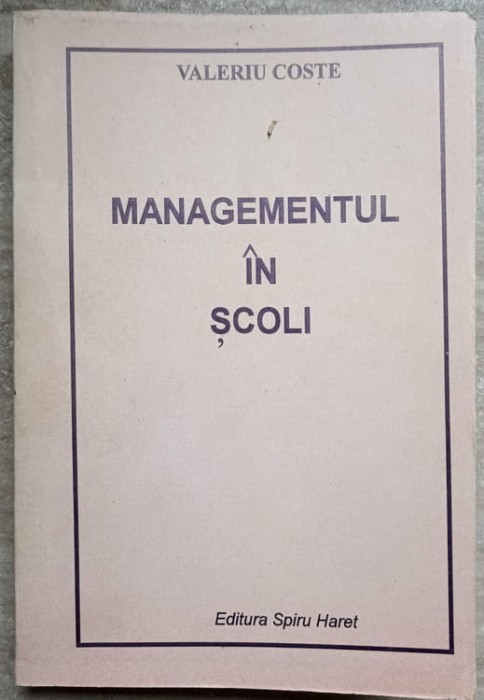 VALERIU COSTE
MANAGEMENTUL
ÎN
ȘCOLI
Editura Spiru Haret